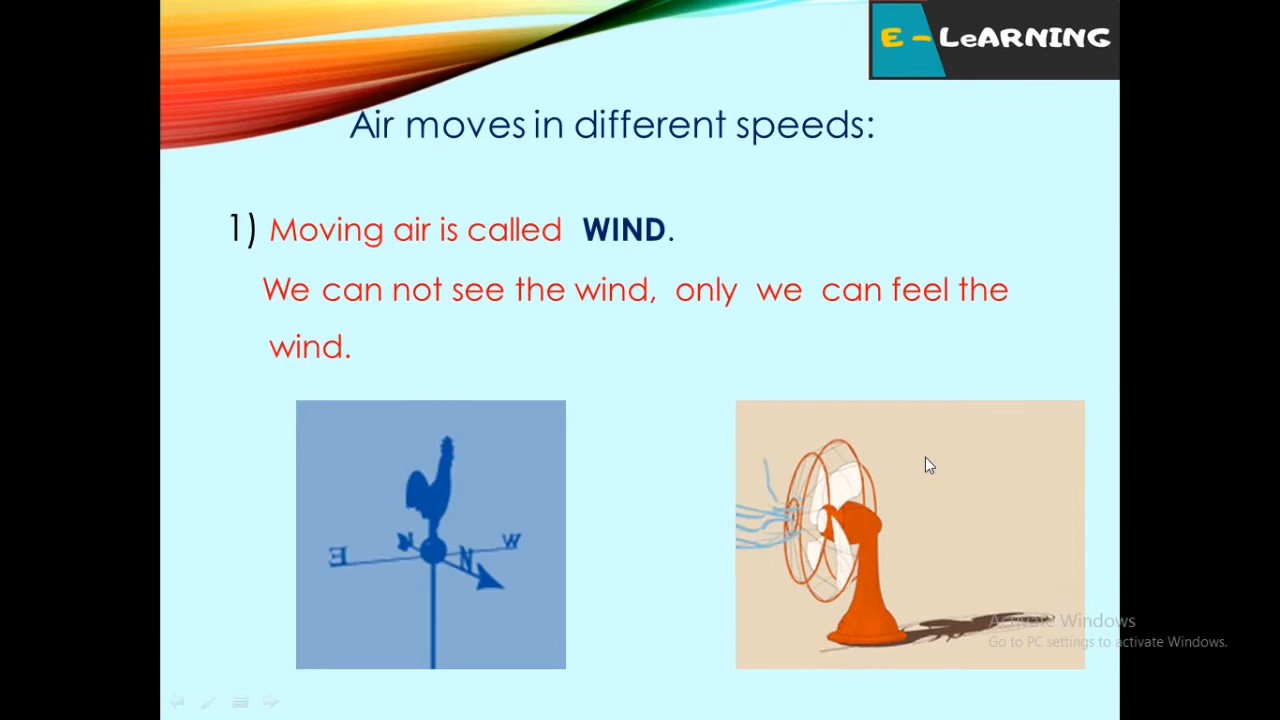 E - LeARNING
Air moves in different speeds:
1) Moving air is called WIND.
We can not see the wind, only we can feel the
wind.
E
W
N
Activate Windows
Go to PC settings to activate Windows.